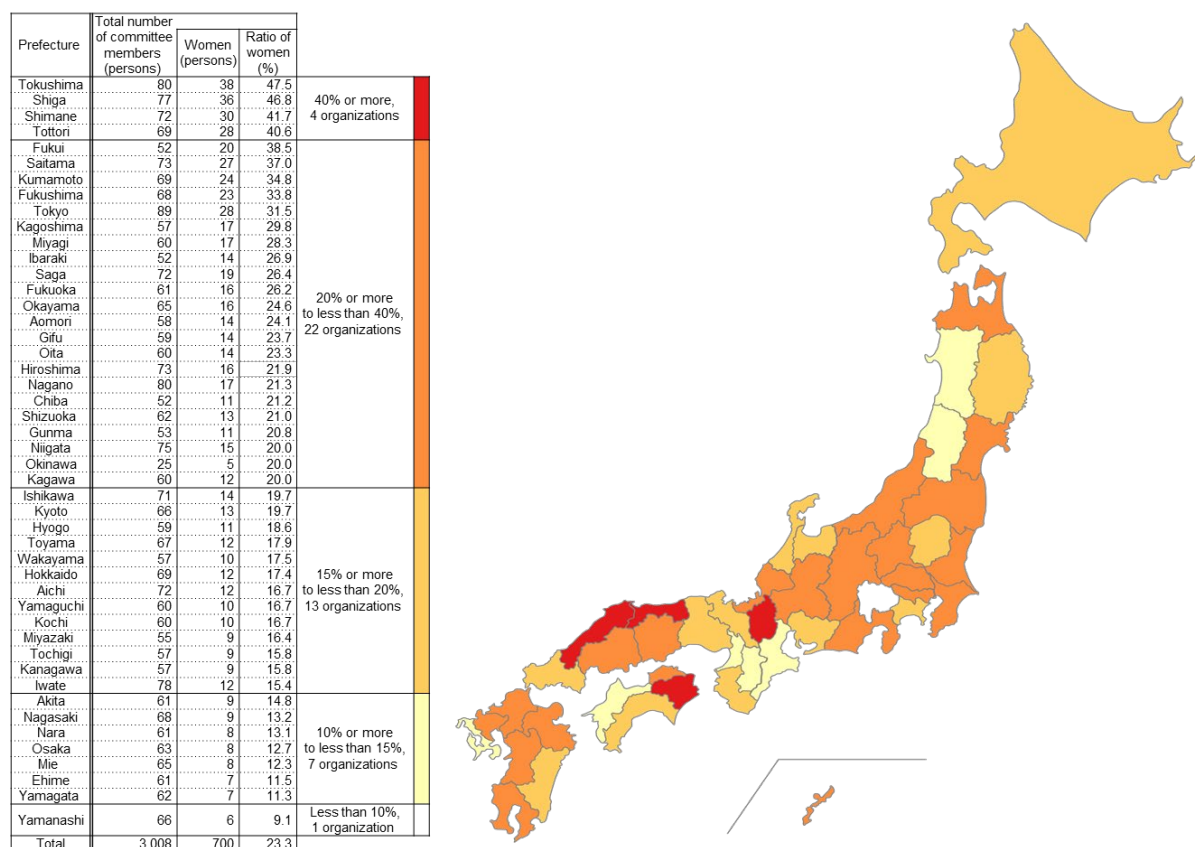 Prefecture Total number of committee members (persons) Women (persons) Ratio of women (%)
Tokushima 80 38 47.5
Shiga 77 36 46.8
Shimane 72 30 41.7
Tottori 69 28 40.6
40% or more,
4 organizations
Fukui 52 20 38.5
Saitama 73 27 37.0
Kumamoto 69 24 34.8
Fukushima 68 23 33.8
Tokyo 89 28 31.5
Kagoshima 57 17 29.8
Miyagi 60 17 28.3
Ibaraki 52 14 26.9
Saga 72 19 26.4
Fukuoka 61 16 26.2
Okayama 65 16 24.6
Aomori 58 14 24.1
Gifu 59 14 23.7
Oita 60 14 23.3
Hiroshima 73 16 21.9
Nagano 80 17 21.3
Chiba 52 11 21.2
Shizuoka 62 13 21.0
Gunma 53 11 20.8
Niigata 75 15 20.0
Okinawa 25 5 20.0
Kagawa 60 12 20.0
20% or more
to less than 40%,
22 organizations
Ishikawa 71 14 19.7
Kyoto 66 13 19.7
Hyogo 59 11 18.6
Toyama 67 12 17.9
Wakayama 57 10 17.5
Hokkaido 69 12 17.4
Aichi 72 12 16.7
Yamaguchi 60 10 16.7
Kochi 60 10 16.7
Miyazaki 55 9 16.4
Tochigi 57 9 15.8
Kanagawa 57 9 15.8
Iwate 78 12 15.4
15% or more
to less than 20%,
13 organizations
Akita 61 9 14.8
Nagasaki 68 9 13.2
Nara 61 8 13.1
Osaka 63 8 12.7
Mie 65 8 12.3
Ehime 61 7 11.5
Yamagata 62 7 11.3
10% or more
to less than 15%,
7 organizations
Yamanashi 66 6 9.1
Less than 10%,
1 organization
Total 3,008 700 23.3